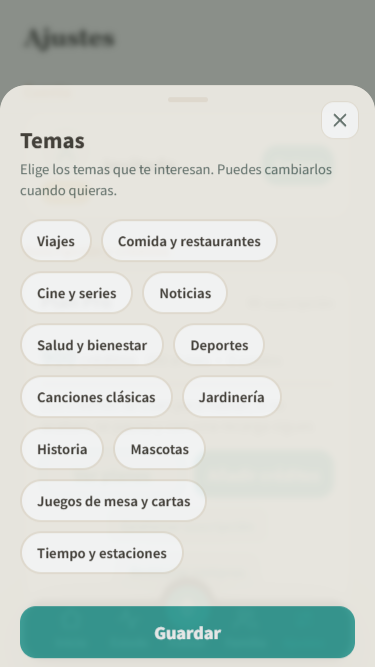 Ajustes
Temas
Elige los temas que te interesan. Puedes cambiarlos
cuando quieras.
Viajes
Comida y restaurantes
Cine y series
Noticias
Salud y bienestar
Deportes
Canciones clásicas
Jardinería
Historia
Mascotas
Juegos de mesa y cartas
Tiempo y estaciones
Guardar